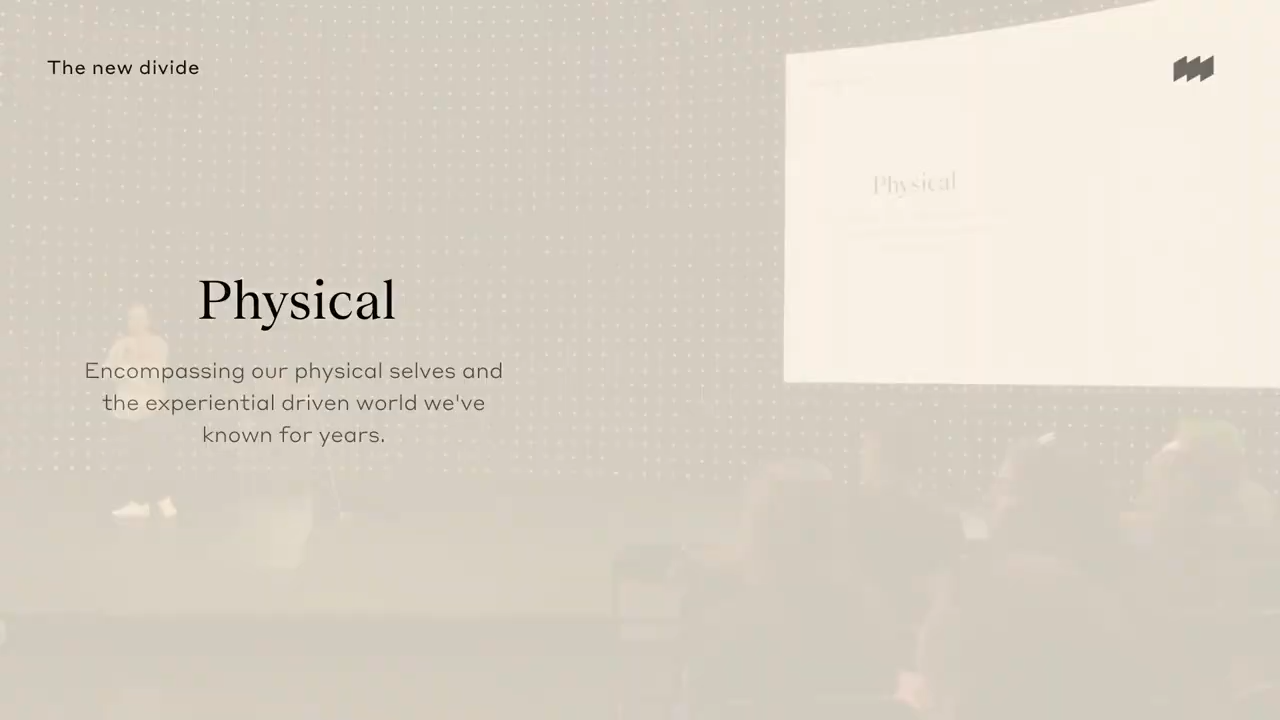 The new divide
Physical
Encompassing our physical selves and
the experiential driven world we've
known for years.
Physical